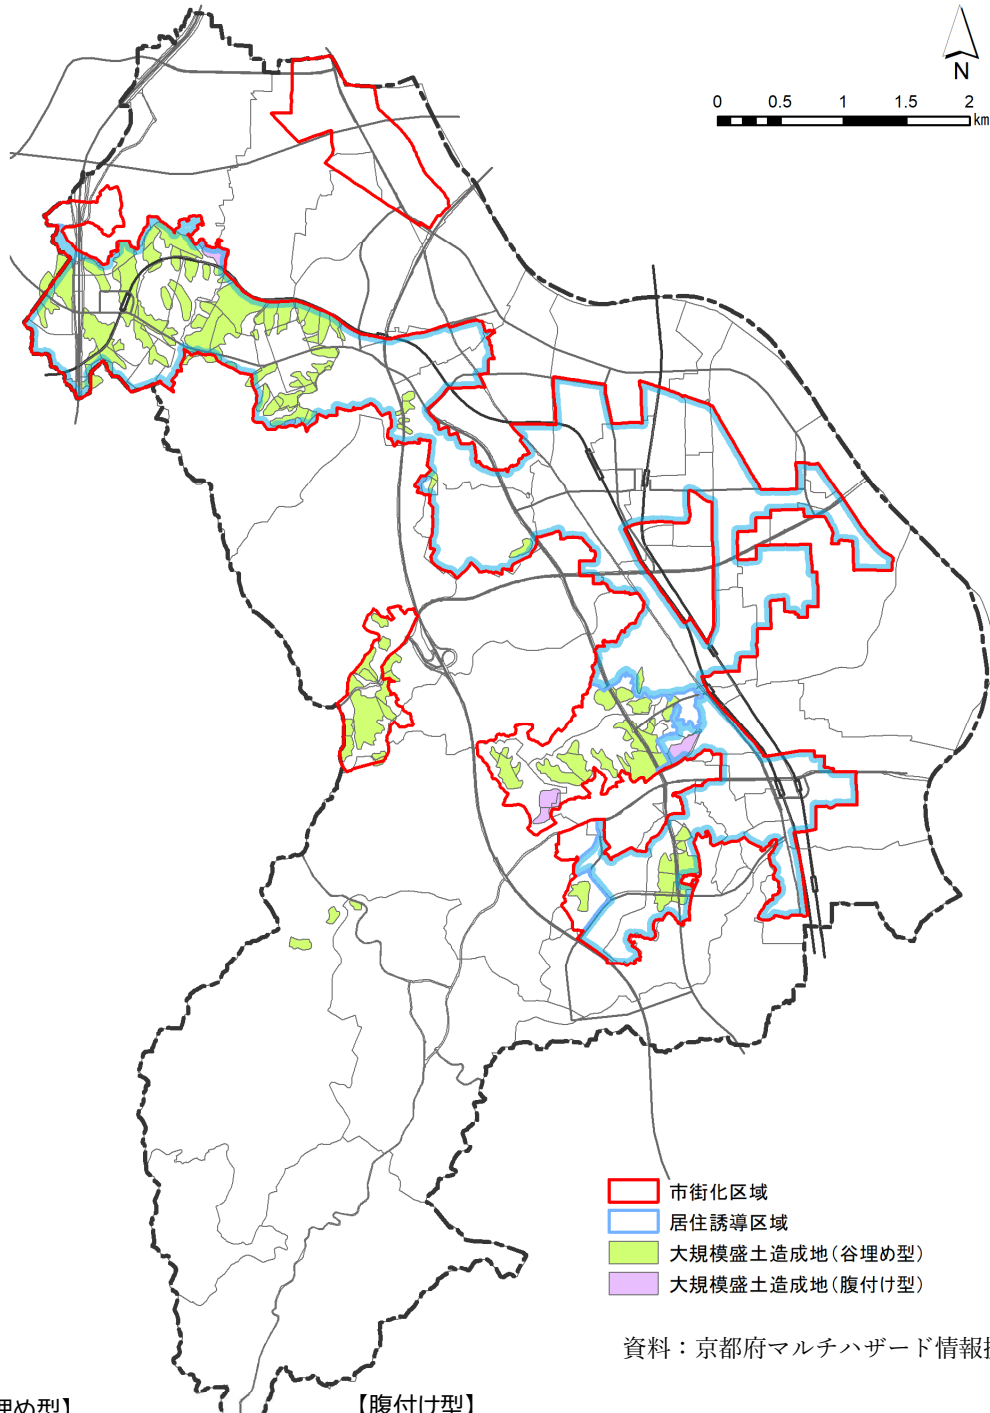 N
0 0.5 1 1.5 2
km
市街化区域
居住誘導区域
大規模盛土造成地(谷埋め型)
大規模盛土造成地(腹付け型)
資料：京都府マルチハザード情報
埋め型】
【腹付け型】